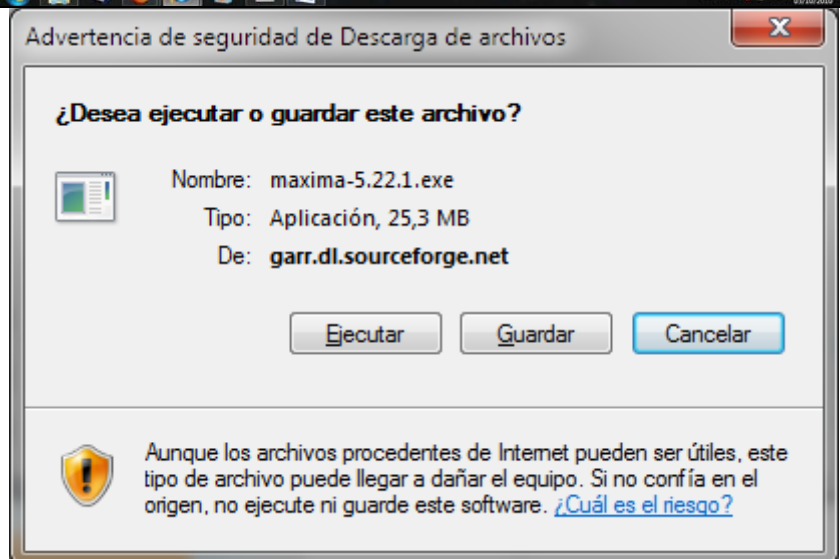 03/10/2010
Advertencia de seguridad de Descarga de archivos
¿Desea ejecutar o guardar este archivo?
Nombre: maxima-5.22.1.exe
Tipo: Aplicación, 25,3 MB
De: garr.dl.sourceforge.net
Ejecutar Guardar Cancelar
Aunque los archivos procedentes de Internet pueden ser útiles, este
tipo de archivo puede llegar a dañar el equipo. Si no confía en el
origen, no ejecute ni guarde este software. ¿Cuál es el riesgo?